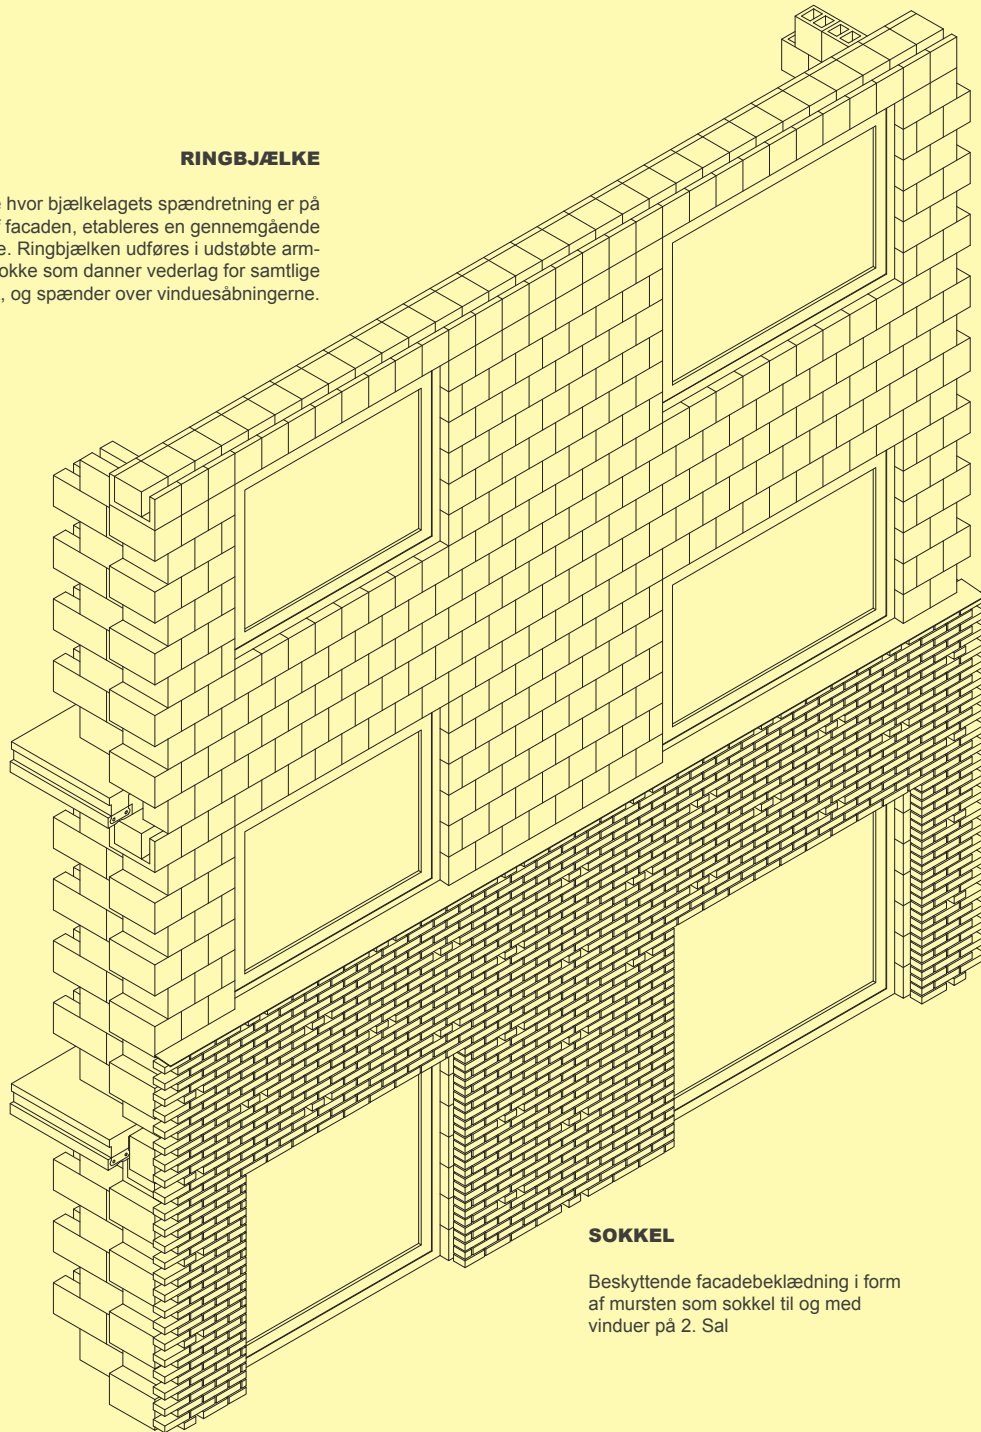 RINGBJÆLKE
hvor bjælkelagets spændretning er på
facaden, etableres en gennemgående
Ringbjælken udføres i udstøbte arm-
som danner vederlag for samtlige
og spænder over vinduesåbningerne.
SOKKEL
Beskyttende facadebeklædning i form
af mursten som sokkel til og med
vinduer på 2. Sal